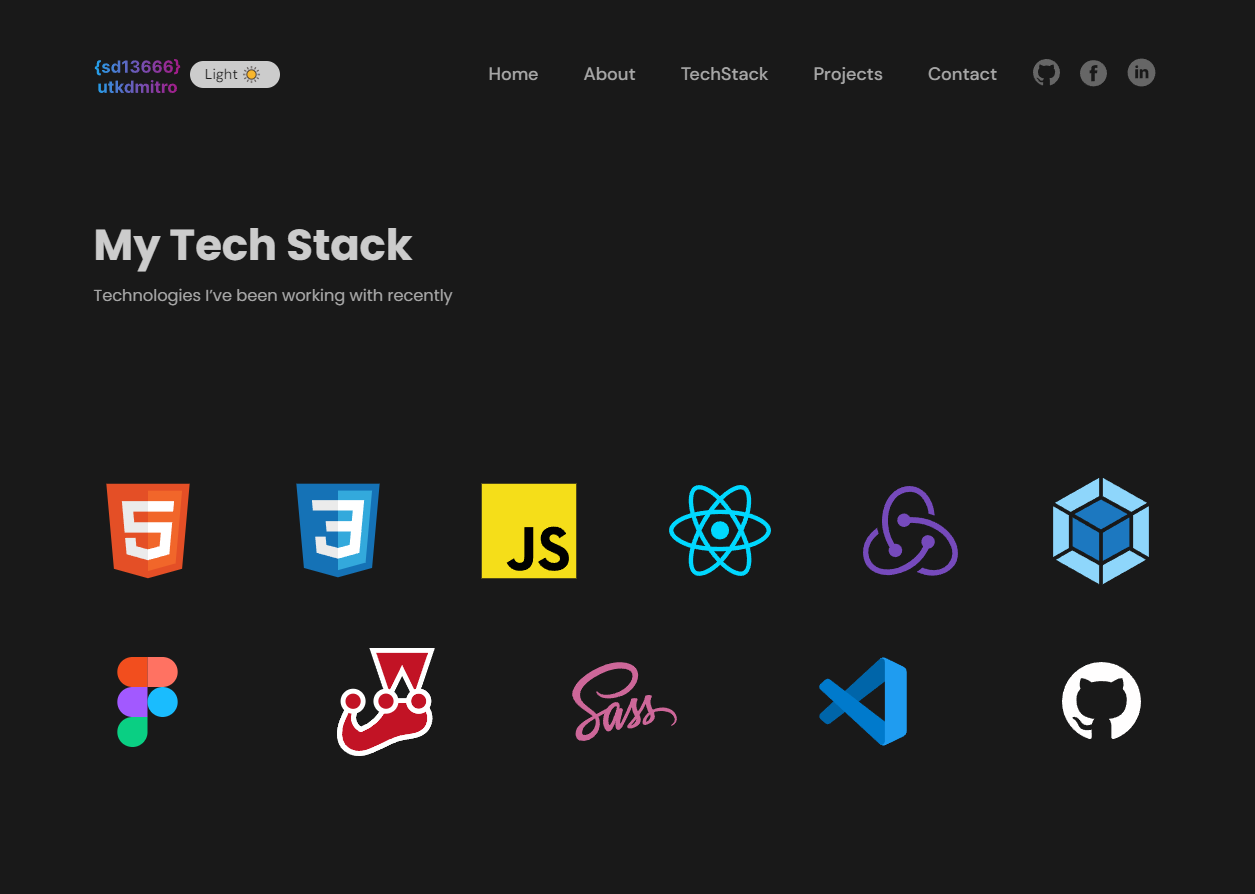 {sd13666}
utkdmitro
Light
Home
About
TechStack
Projects
Contact
My Tech Stack
Technologies I've been working with recently
5
3
JS
Sass